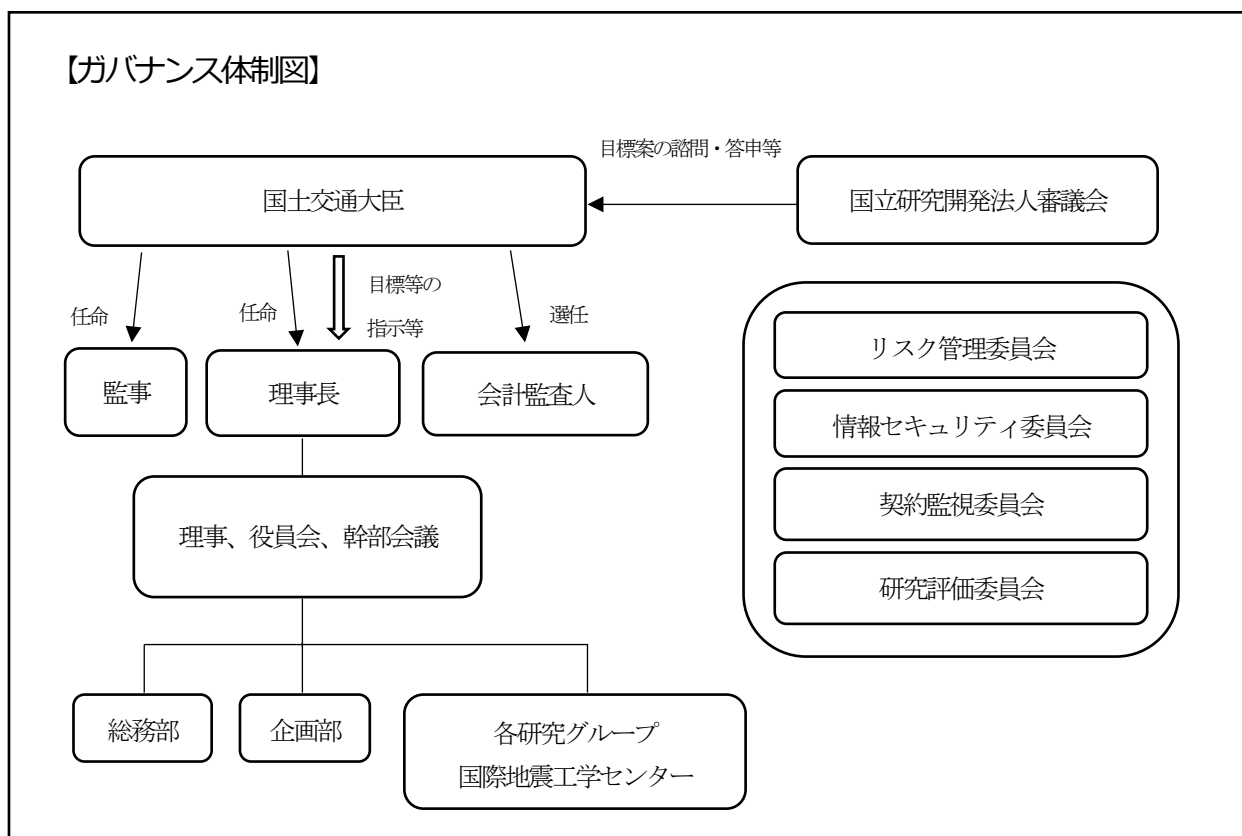 【ガバナンス体制図】
目標案の諮問・答申等
国土交通大臣
国立研究開発法人審議会
任命
任命
目標等の
指示等
選任
監事
理事長
会計監査人
理事、役員会、幹部会議
総務部
企画部
各研究グループ
国際地震工学センター
リスク管理委員会
情報セキュリティ委員会
契約監視委員会
研究評価委員会